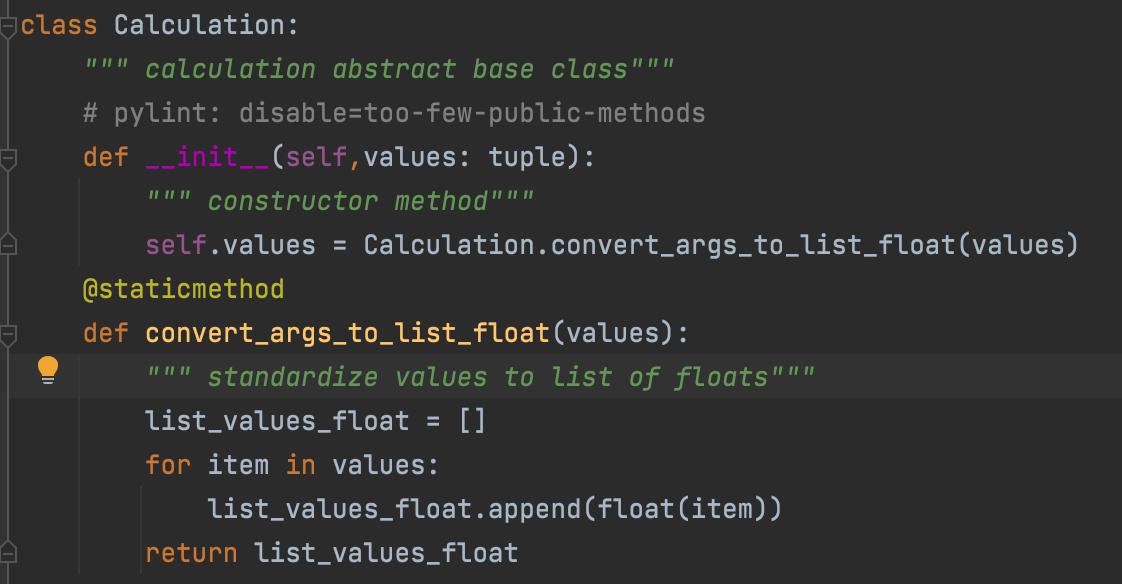 class Calculation:
    """ calculation abstract base class"""
    # pylint: disable=too-few-public-methods
    def __init__(self,values: tuple):
        """ constructor method"""
        self.values = Calculation.convert_args_to_list_float(values)
    @staticmethod
    def convert_args_to_list_float(values):
        """ standardize values to list of floats"""
        list_values_float = []
        for item in values:
            list_values_float.append(float(item))
        return list_values_float